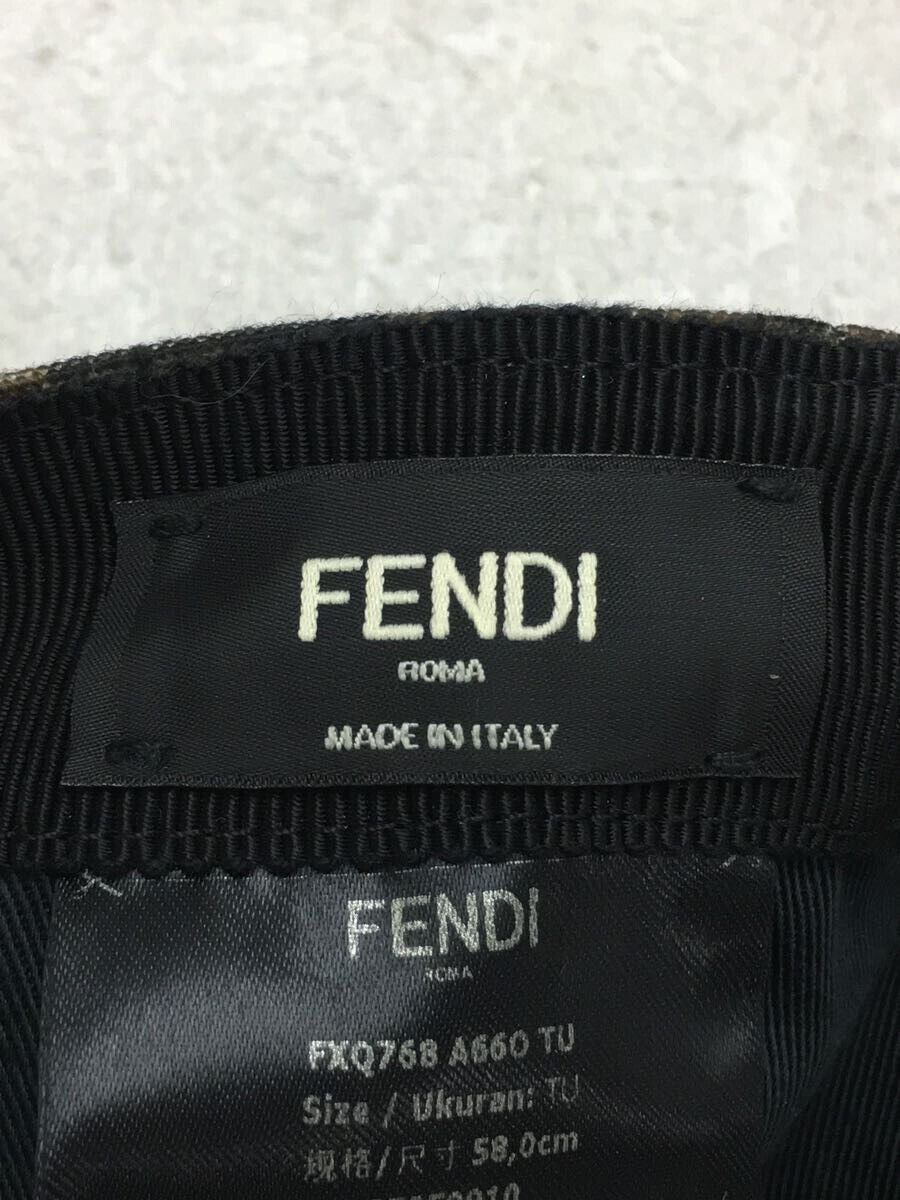 FENDI
ROMA
MADE IN ITALY
FENDI
ROMA
FXQ768 A660 TU
Size / Ukuran: TU
规格/尺寸 58,0cm